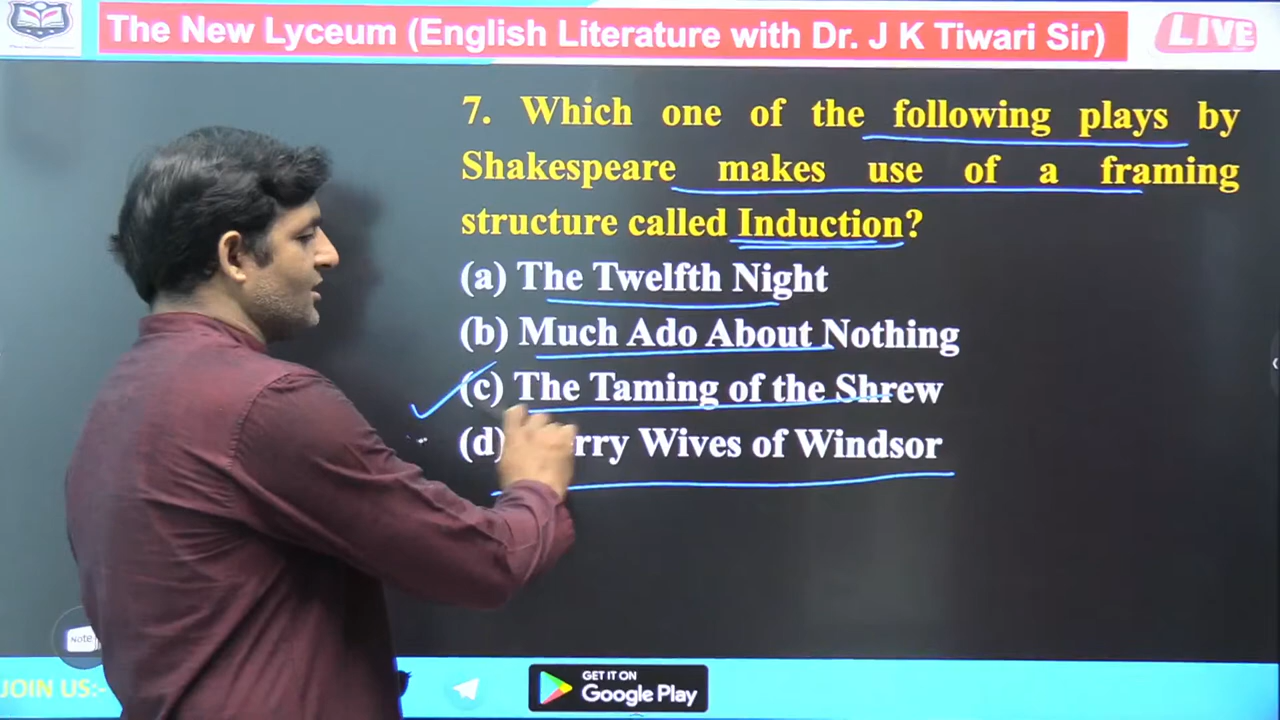 The New Lyceum (English Literature with Dr. J K Tiwari Sir)
LIVE
7. Which one of the following plays by
Shakespeare makes use of a framing
structure called Induction?
(a) The Twelfth Night
(b) Much Ado About Nothing
(c) The Taming of the Shrew
(d) Wives of Windsor
Note
JOIN US:-
GET IT ON
Google Play